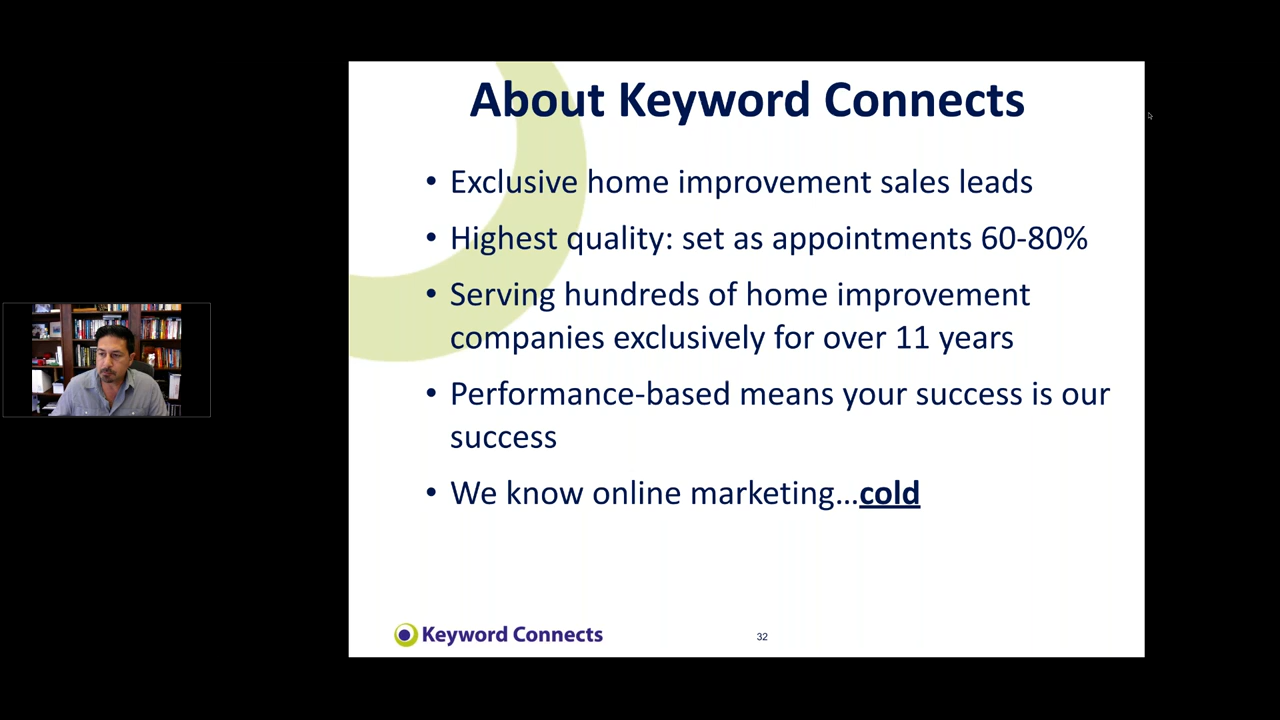 About Keyword Connects
• Exclusive home improvement sales leads
• Highest quality: set as appointments 60-80%
• Serving hundreds of home improvement
companies exclusively for over 11 years
• Performance-based means your success is our
success
• We know online marketing...cold
Keyword Connects
32